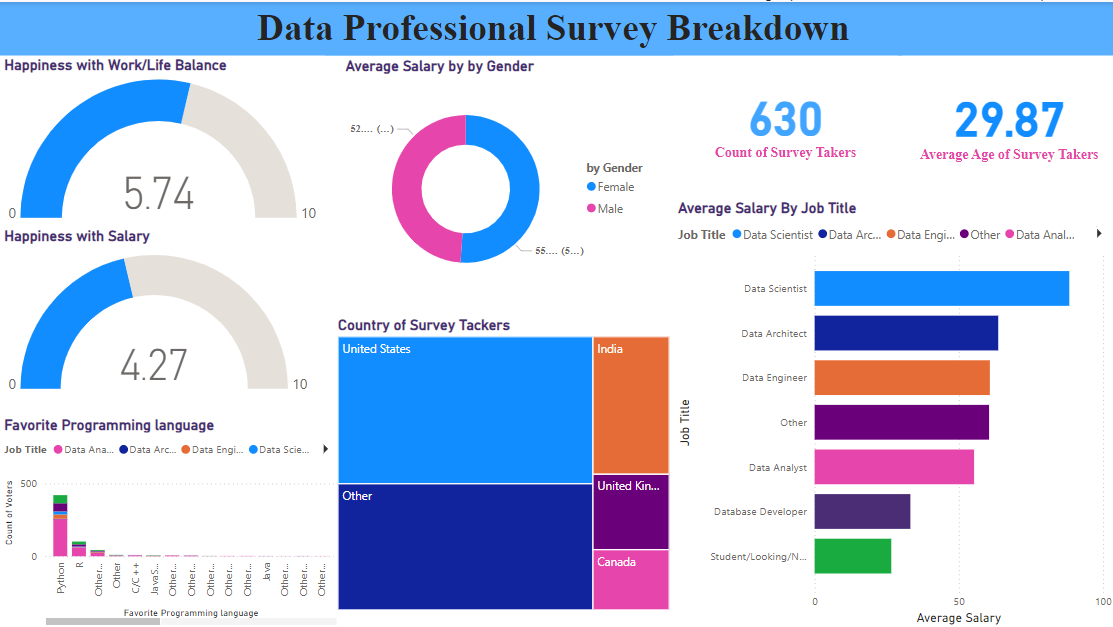 Data Professional Survey Breakdown
Happiness with Work/Life Balance
5.74
0
10
Happiness with Salary
4.27
0
10
Favorite Programming language
Job Title Data Ana... Data Arc... Data Engi... Data Scie...
Count of Voters
500
0
Python
R
Other...
Other
C/C++
JavaS...
Other...
Other...
Other...
Other...
Other...
Java
Other...
Other...
Other...
Favorite Programming language
Average Salary by by Gender
52.... (...)
55.... (5...)
by Gender
Female
Male
Country of Survey Tackers
United States
India
Other
United Kin...
Canada
630
Count of Survey Takers
29.87
Average Age of Survey Takers
Average Salary By Job Title
Job Title Data Scientist Data Arc... Data Engi... Other Data Anal...
Job Title
Data Scientist
Data Architect
Data Engineer
Other
Data Analyst
Database Developer
Student/Looking/N...
0
50
100
Average Salary